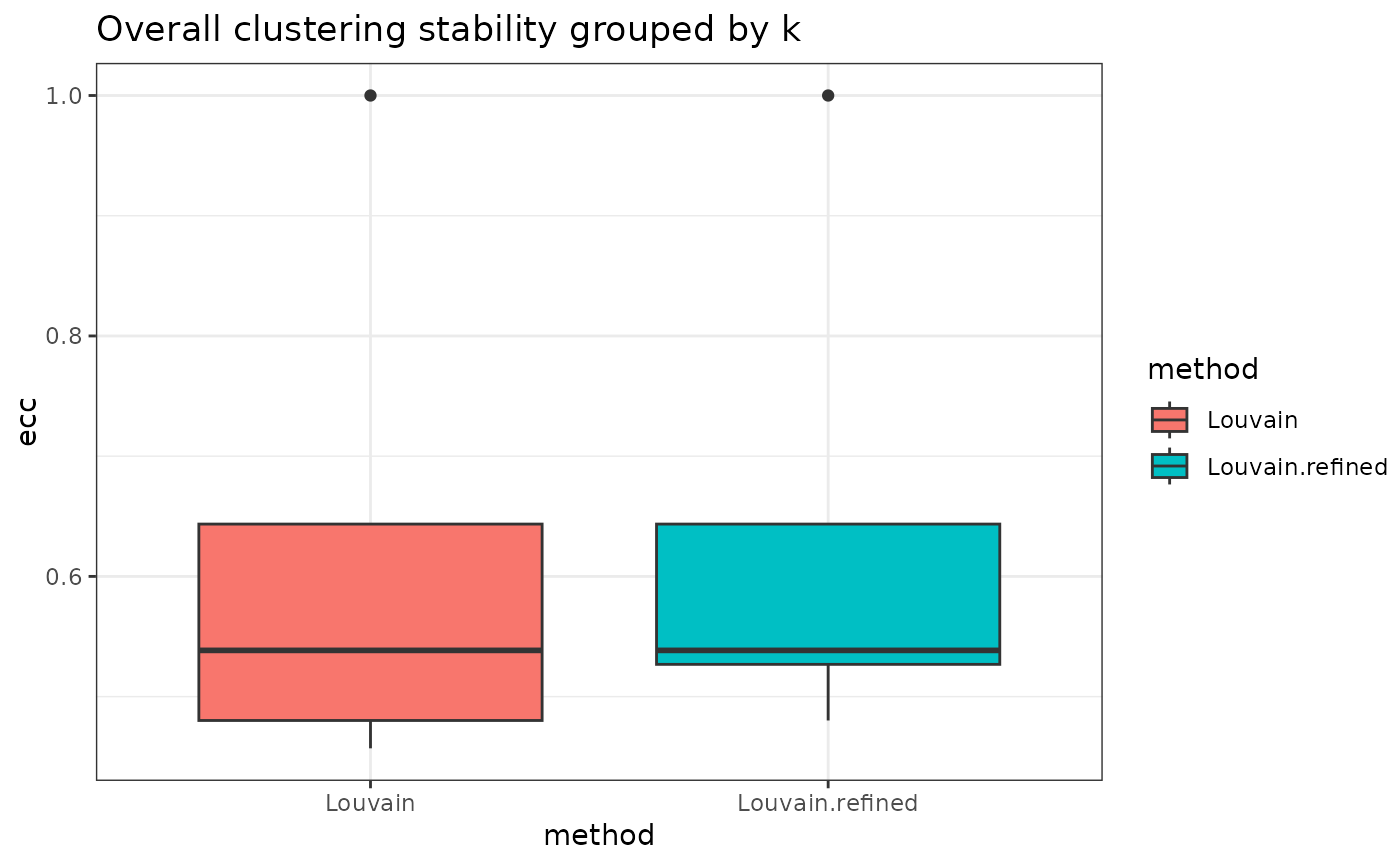 Overall clustering stability grouped by k
1.0
0.8
0.6
ecc
Louvain
Louvain.refined
method
method
Louvain
Louvain.refined